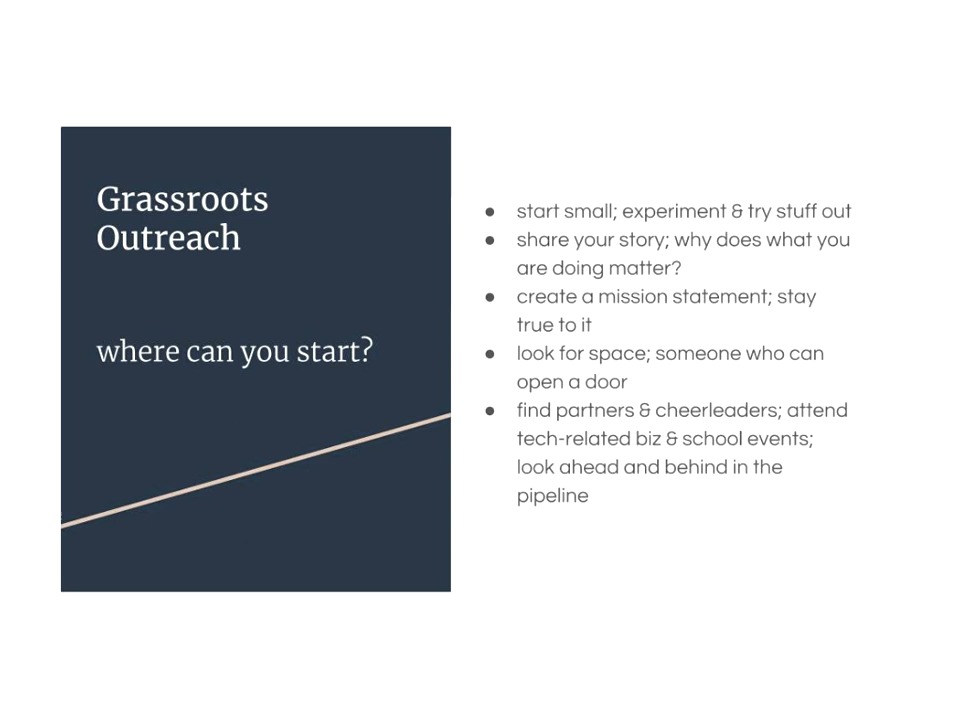 Grassroots
Outreach
where can you start?
● start small; experiment & try stuff out
● share your story; why does what you
are doing matter?
● create a mission statement; stay
true to it
● look for space; someone who can
open a door
● find partners & cheerleaders; attend
tech-related biz & school events;
look ahead and behind in the
pipeline